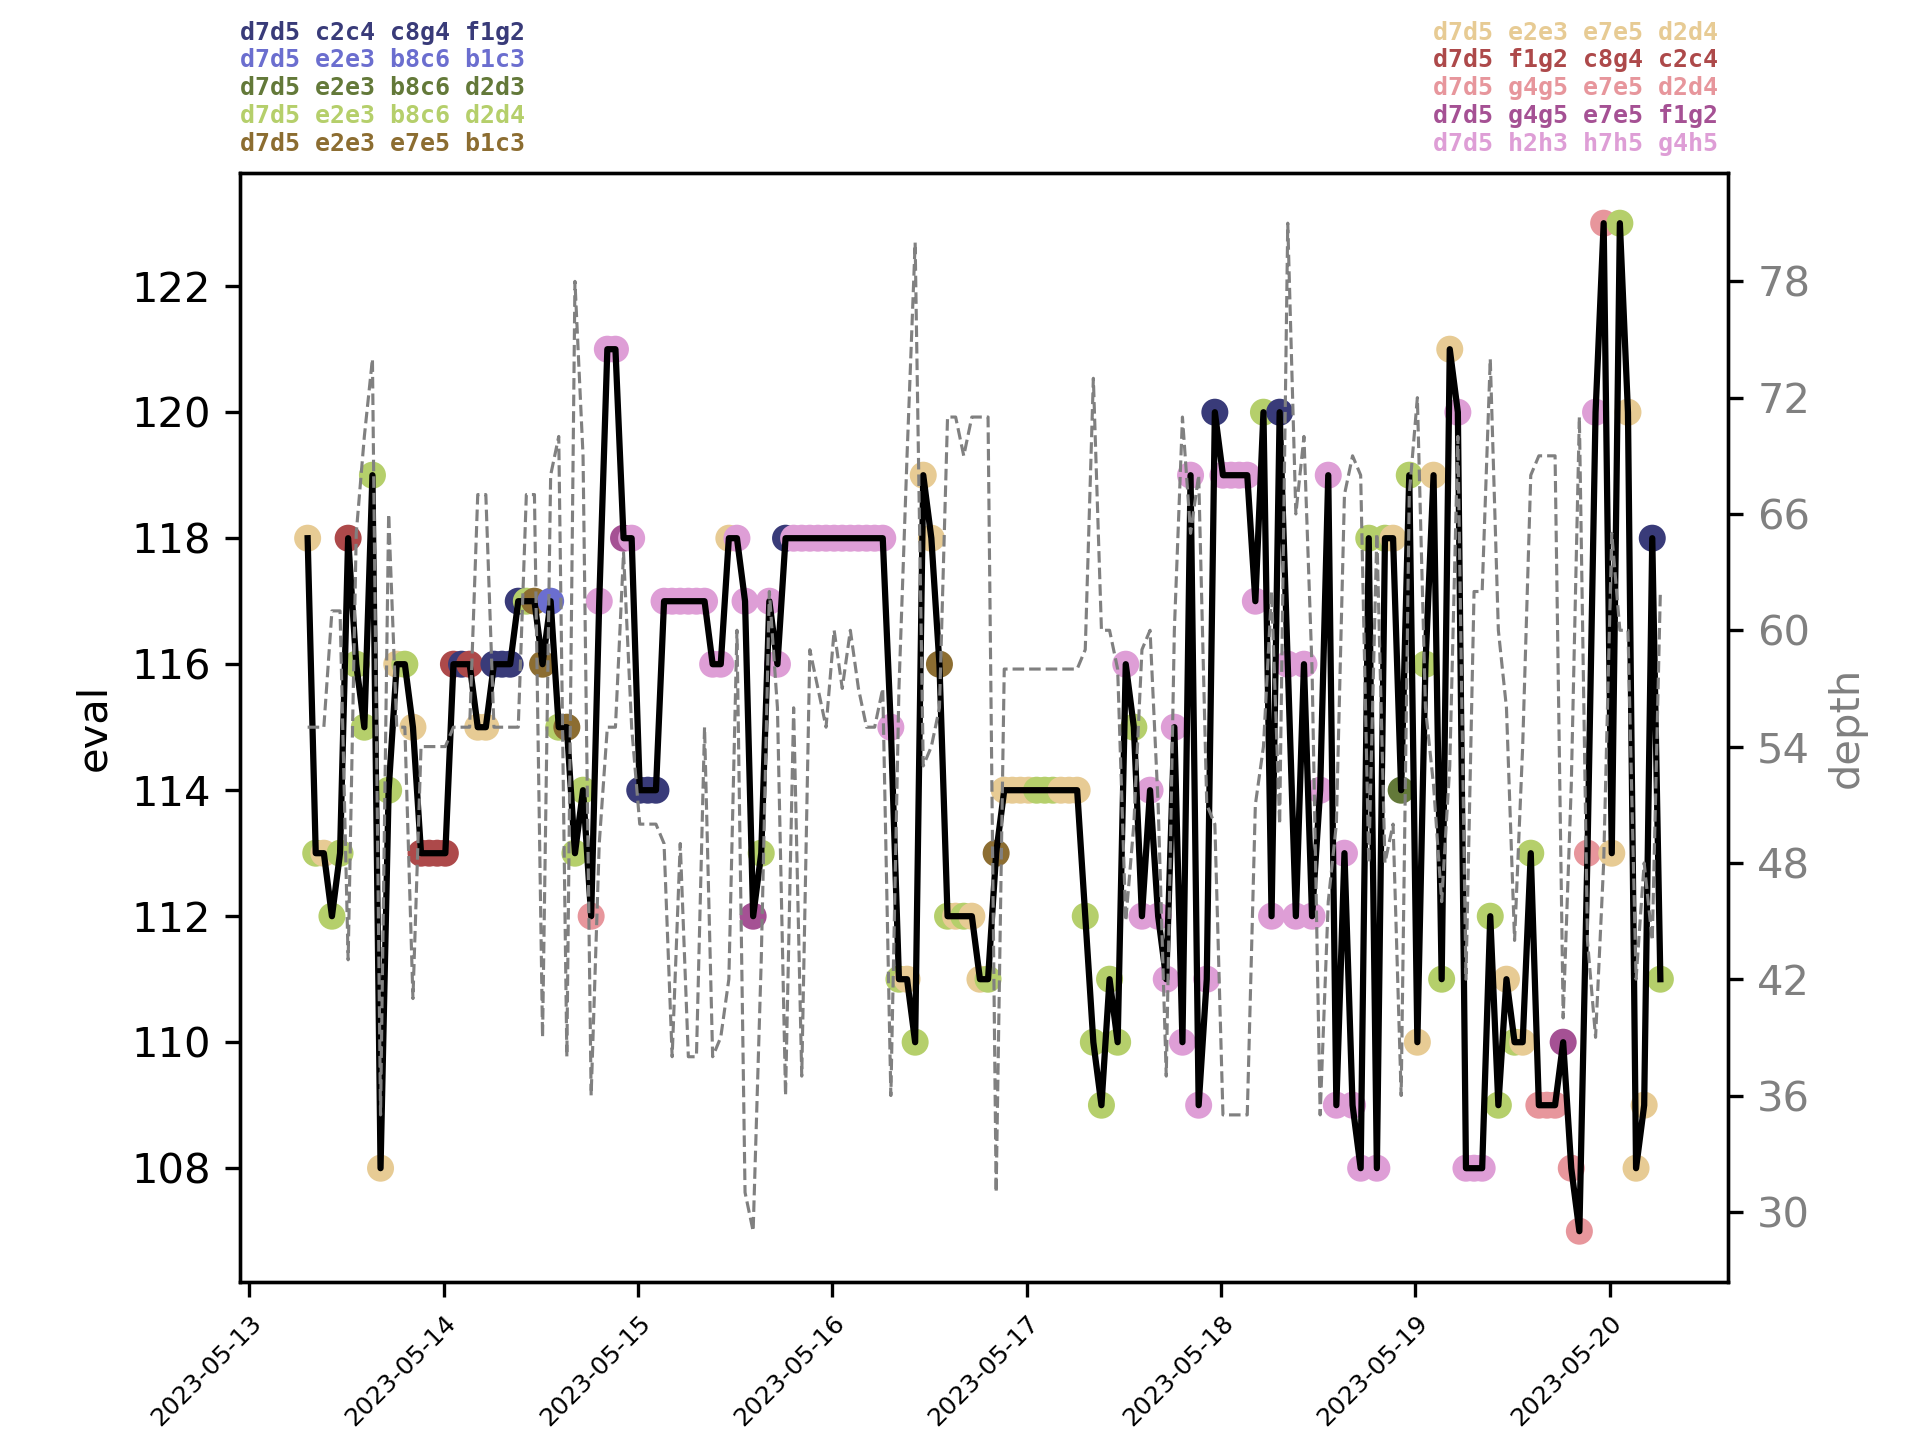 d7d5 c2c4 c8g4 f1g2
d7d5 e2e3 b8c6 b1c3
d7d5 e2e3 b8c6 d2d3
d7d5 e2e3 b8c6 d2d4
d7d5 e2e3 e7e5 b1c3
d7d5 e2e3 e7e5 d2d4
d7d5 f1g2 c8g4 c2c4
d7d5 g4g5 e7e5 d2d4
d7d5 g4g5 e7e5 f1g2
d7d5 h2h3 h7h5 g4h5
eval
122
120
118
116
114
112
110
108
78
72
66
60
54
48
42
36
30
depth
2023-05-13
2023-05-14
2023-05-15
2023-05-16
2023-05-17
2023-05-18
2023-05-19
2023-05-20